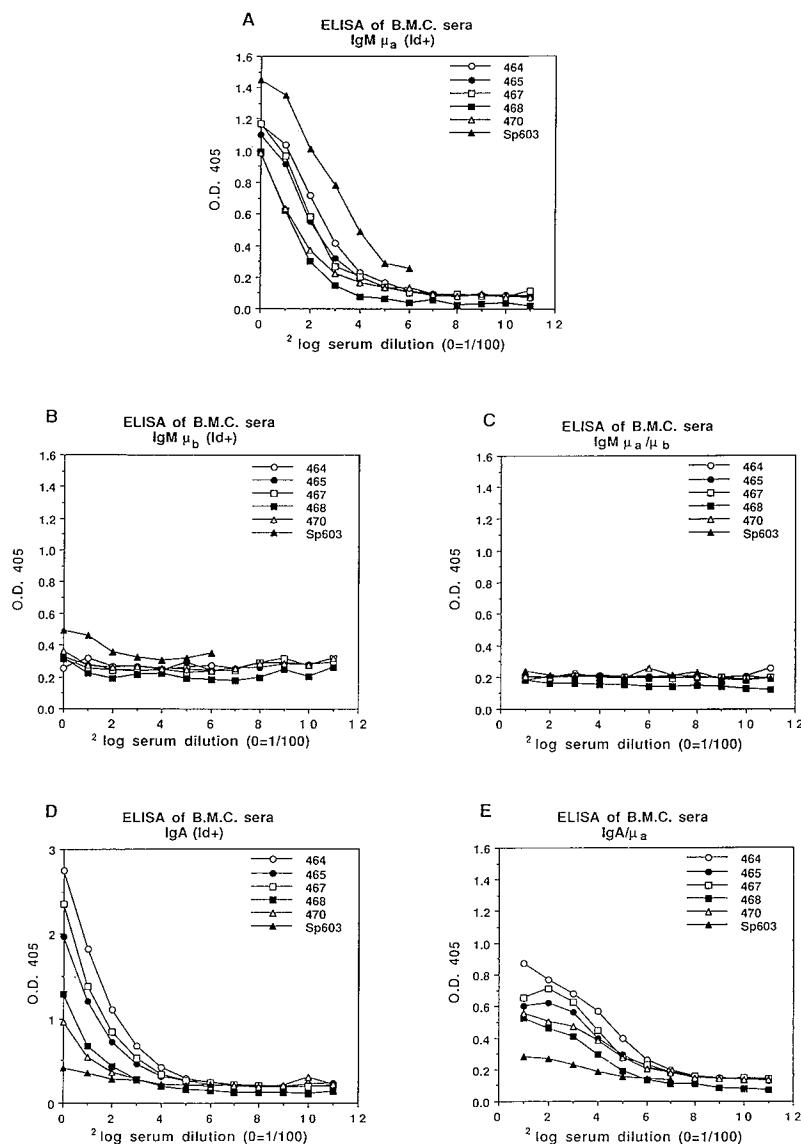 A
ELISA of B.M.C. sera
IgM μa (Id+)
1.6
1.4
1.2
1.0
0.8
0.6
0.4
0.2
0.0
O.D. 405
464
465
467
468
470
Sp603
0 2 4 6 8 10 12
2 log serum dilution (0=1/100)
B
ELISA of B.M.C. sera
IgM μb (Id+)
1.6
1.4
1.2
1.0
0.8
0.6
0.4
0.2
0.0
O.D. 405
464
465
467
468
470
Sp603
0 2 4 6 8 10 12
2 log serum dilution (0=1/100)
C
ELISA of B.M.C. sera
IgM μa/μb
1.6
1.4
1.2
1.0
0.8
0.6
0.4
0.2
0.0
O.D. 405
464
465
467
468
470
Sp603
0 2 4 6 8 10 12
2 log serum dilution (0=1/100)
D
ELISA of B.M.C. sera
IgA (Id+)
3
2
1
0
O.D. 405
464
465
467
468
470
Sp603
0 2 4 6 8 10 12
2 log serum dilution (0=1/100)
E
ELISA of B.M.C. sera
IgA/μa
1.6
1.4
1.2
1.0
0.8
0.6
0.4
0.2
0.0
O.D. 405
464
465
467
468
470
Sp603
0 2 4 6 8 10 12
2 log serum dilution (0=1/100)